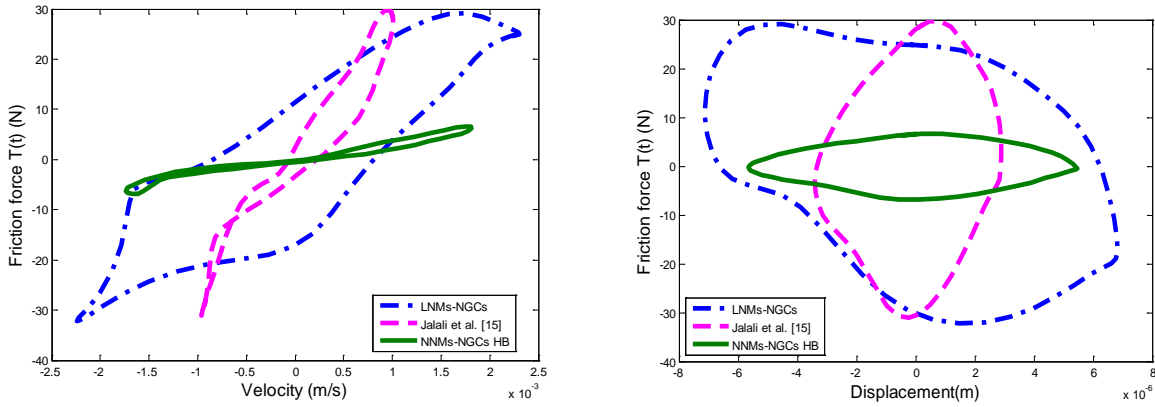 30
20
10
0
-10
-20
-30
-40
Friction force T(t) (N)
LNMs-NGCs
Jalali et al. [15]
NNMs-NGCs HB
-2.5 -2 -1.5 -1 -0.5 0 0.5 1 1.5 2 2.5
Velocity (m/s)
x 10⁻³
30
20
10
0
-10
-20
-30
-40
Friction force T(t) (N)
LNMs-NGCs
Jalali et al. [15]
NNMs-NGCs HB
-8 -6 -4 -2 0 2 4 6 8
Displacement(m)
x 10⁻⁶